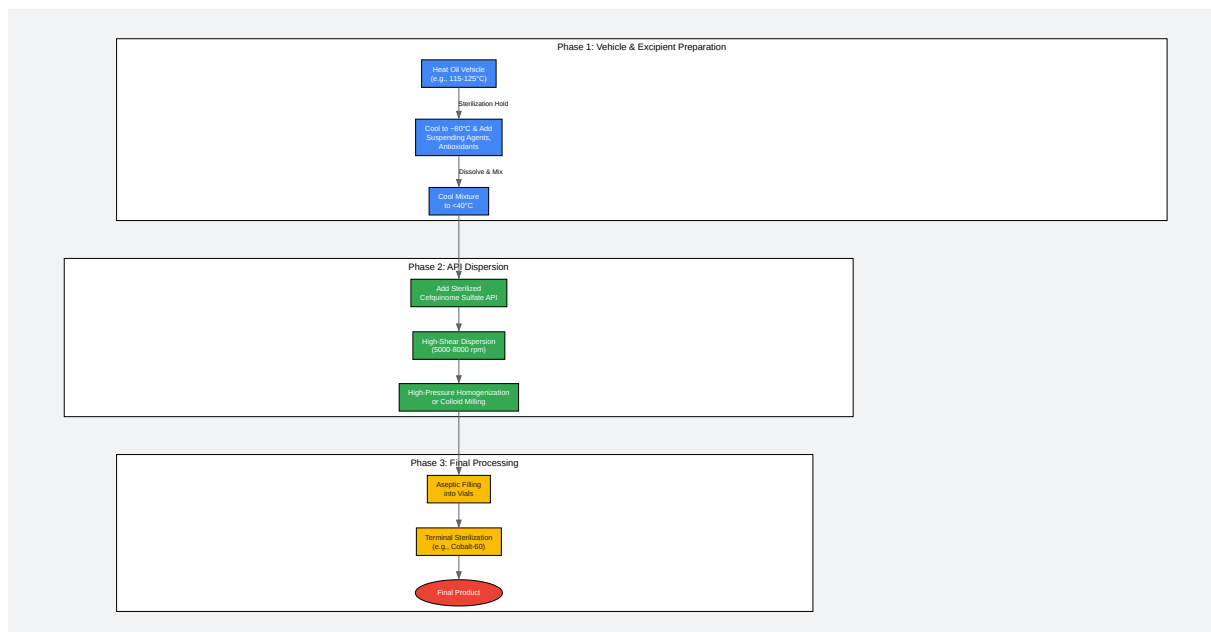 Phase 1: Vehicle & Excipient Preparation
Heat Oil Vehicle
(e.g., 115-125°C)
Sterilization Hold
Cool to ~80°C & Add
Suspending Agents,
Antioxidants
Dissolve & Mix
Cool Mixture
to <40°C
Phase 2: API Dispersion
Add Sterilized
Cefquinome Sulfate API
High-Shear Dispersion
(5000-8000 rpm)
High-Pressure Homogenization
or Colloid Milling
Phase 3: Final Processing
Aseptic Filling
into Vials
Terminal Sterilization
(e.g., Cobalt-60)
Final Product